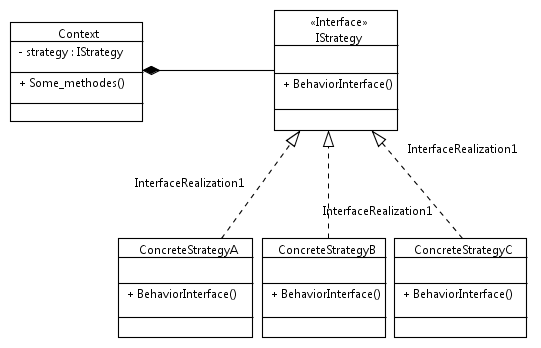 Context
- strategy : IStrategy
+ Some_methodes()
«Interface»
IStrategy
+ BehaviorInterface()
InterfaceRealization1
InterfaceRealization1
InterfaceRealization1
ConcreteStrategyA
+ BehaviorInterface()
ConcreteStrategyB
+ BehaviorInterface()
ConcreteStrategyC
+ BehaviorInterface()